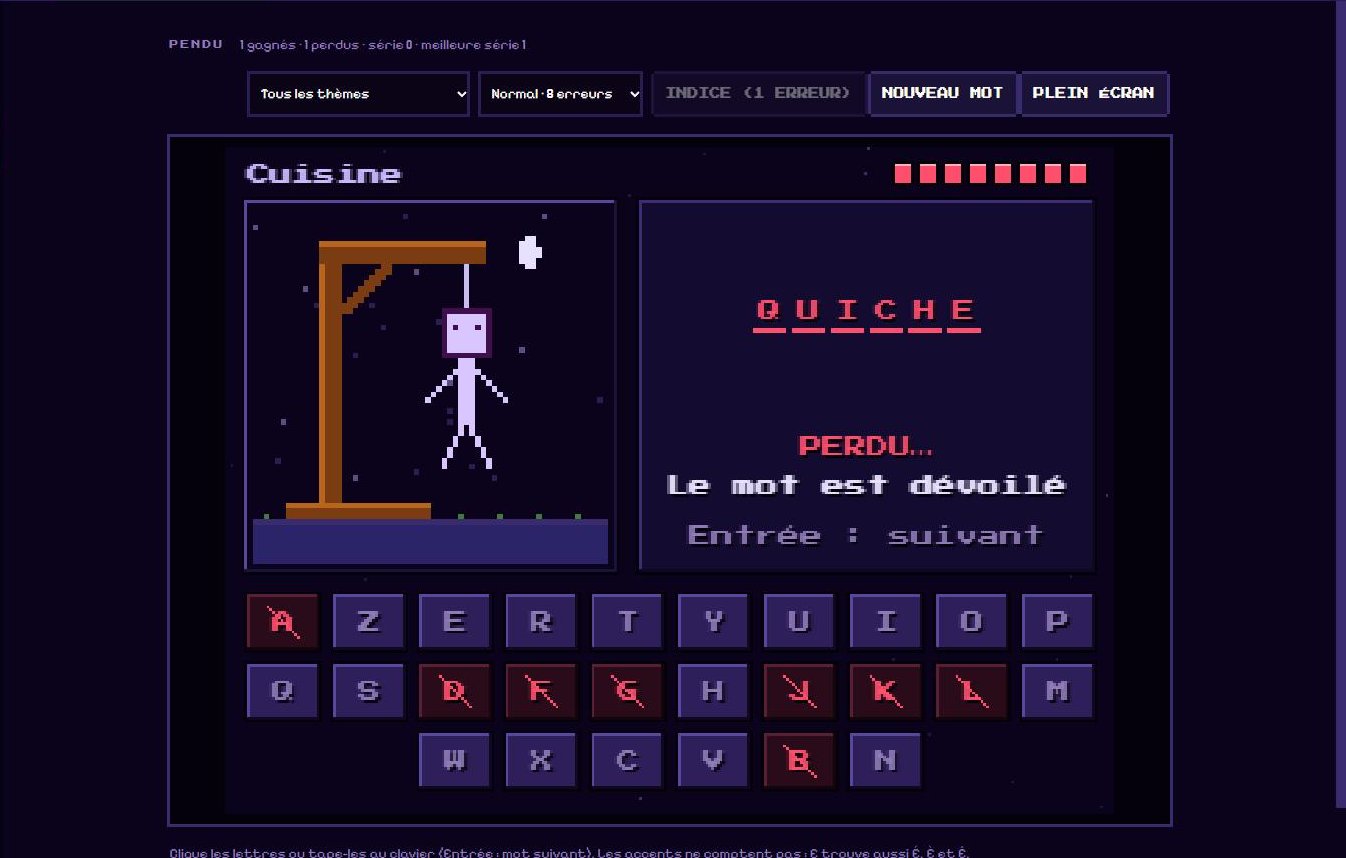 PENDU 1 gagnés · 1 perdus · série 0 · meilleure série 1
Tous les thèmes Normal · 8 erreurs INDICE (1 ERREUR) NOUVEAU MOT PLEIN ÉCRAN
Cuisine
QUICHE
PERDU...
Le mot est dévoilé
Entrée : suivant
A Z E R T Y U I O P
Q S D F G H J K L M
W X C V B N
Clique les lettres ou tape-les au clavier (Entrée : mot suivant). Les accents ne comptent pas : E trouve aussi É, È et Ê.